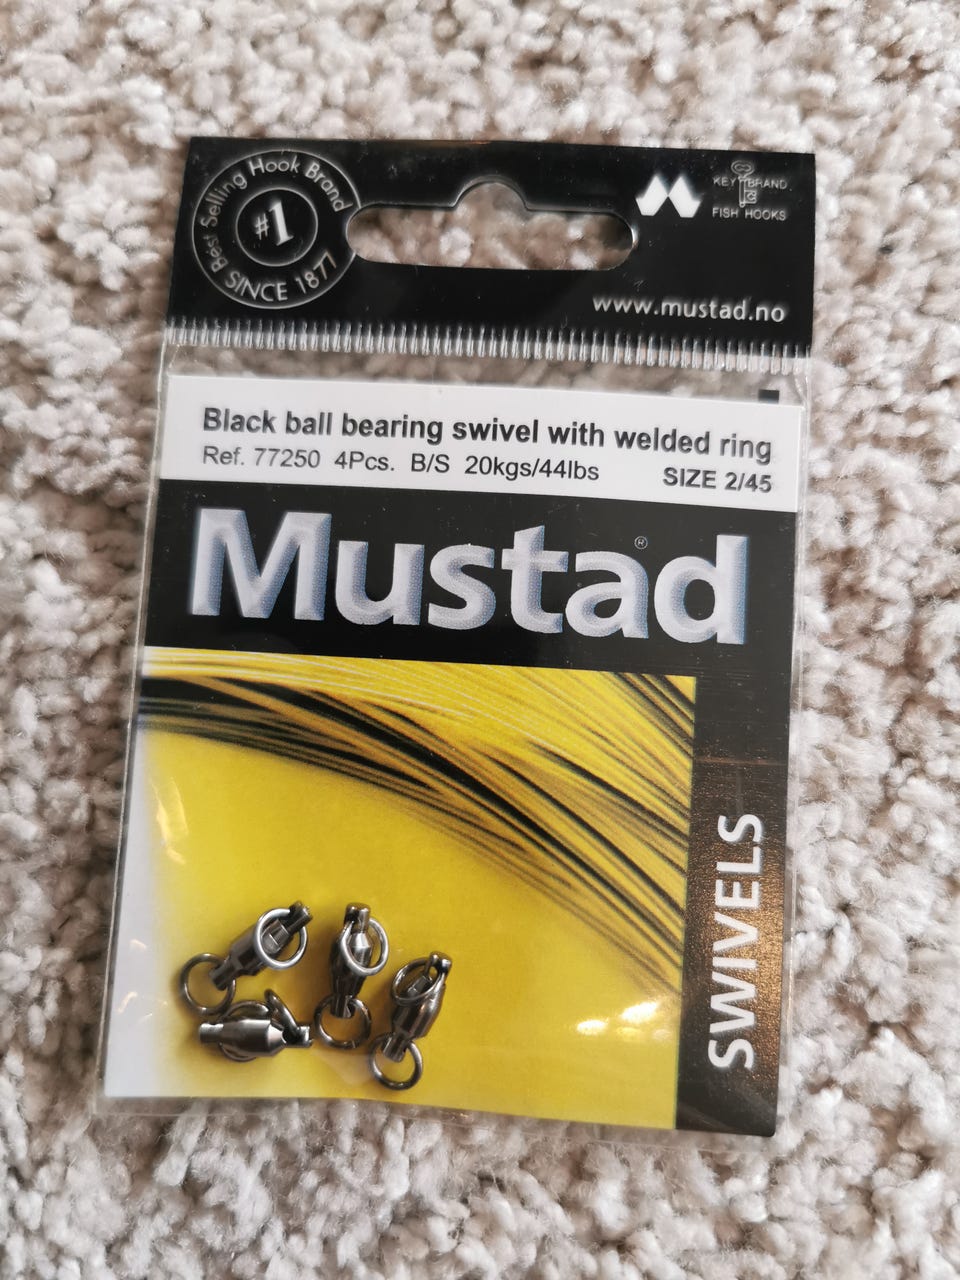 Best Selling Hook Brand
#1
SINCE 1877
KEY BRAND
FISH HOOKS
www.mustad.no
Black ball bearing swivel with welded ring
Ref. 77250 4Pcs. B/S 20kgs/44lbs SIZE 2/45
Mustad®
SWIVELS